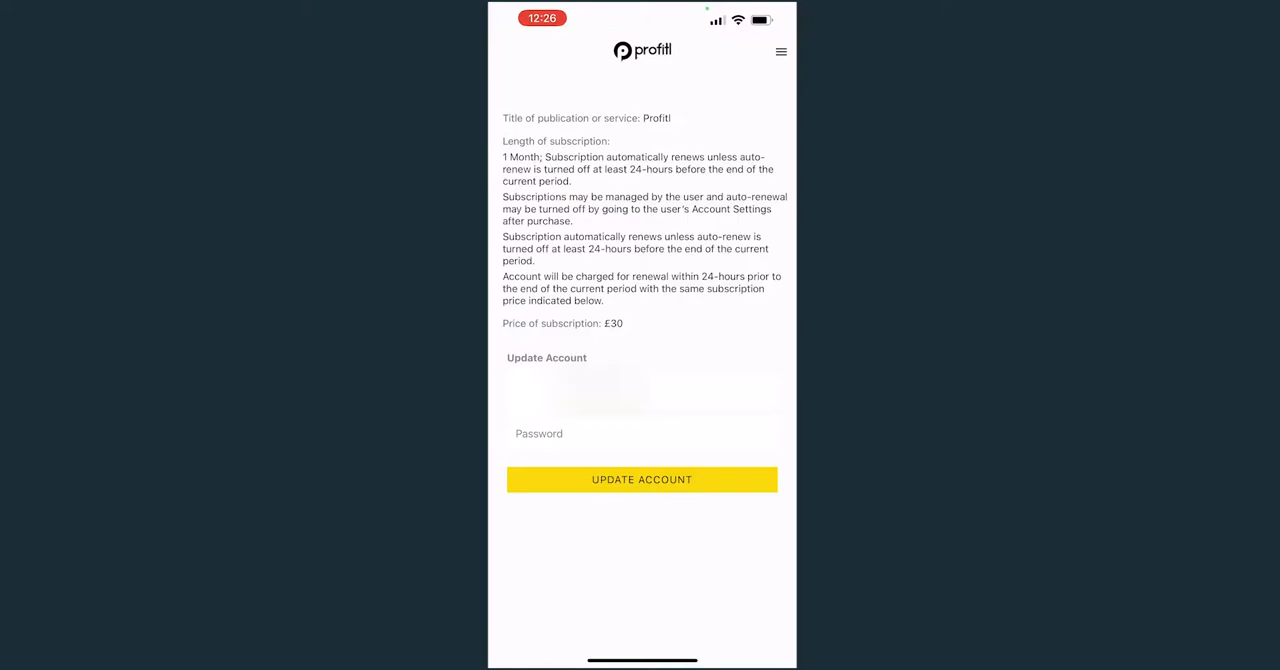 12:26
profitl
Title of publication or service: Profitl
Length of subscription:
1 Month; Subscription automatically renews unless auto-
renew is turned off at least 24-hours before the end of the
current period.
Subscriptions may be managed by the user and auto-renewal
may be turned off by going to the user's Account Settings
after purchase.
Subscription automatically renews unless auto-renew is
turned off at least 24-hours before the end of the current
period.
Account will be charged for renewal within 24-hours prior to
the end of the current period with the same subscription
price indicated below.
Price of subscription: £30
Update Account
Password
UPDATE ACCOUNT